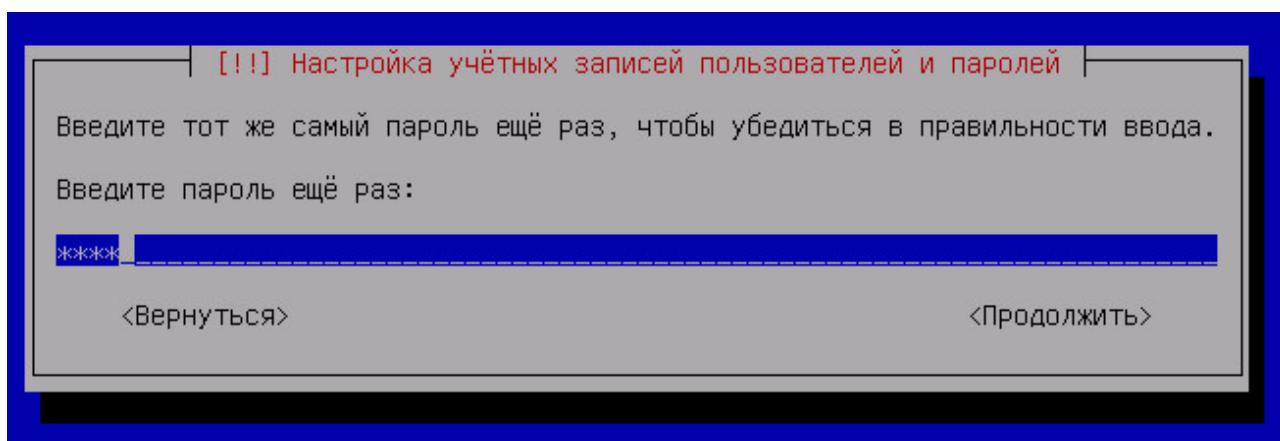 [!!] Настройка учётных записей пользователей и паролей
Введите тот же самый пароль ещё раз, чтобы убедиться в правильности ввода.
Введите пароль ещё раз:
****
<Вернуться> <Продолжить>